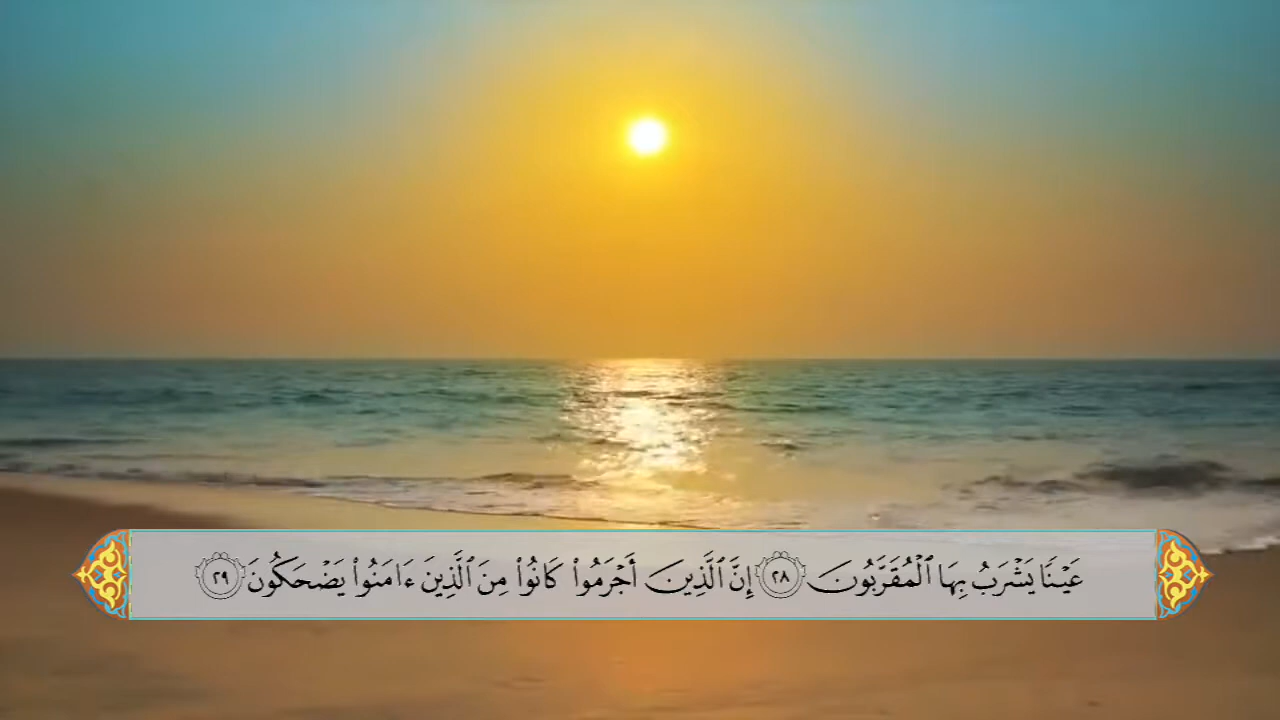 عَيْنًا يَشْرَبُ بِهَا ٱلْمُقَرَّبُونَ ٢٨ إِنَّ ٱلَّذِينَ أَجْرَمُوا۟ كَانُوا۟ مِنَ ٱلَّذِينَ ءَامَنُوا۟ يَضْحَكُونَ ٢٩